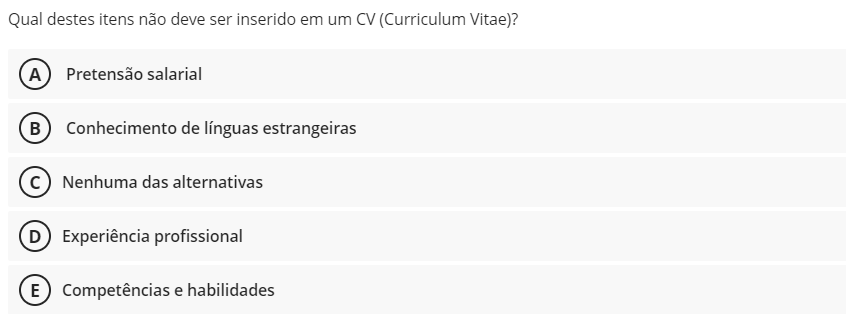 Qual destes itens não deve ser inserido em um CV (Curriculum Vitae)?
A Pretensão salarial
B Conhecimento de línguas estrangeiras
C Nenhuma das alternativas
D Experiência profissional
E Competências e habilidades